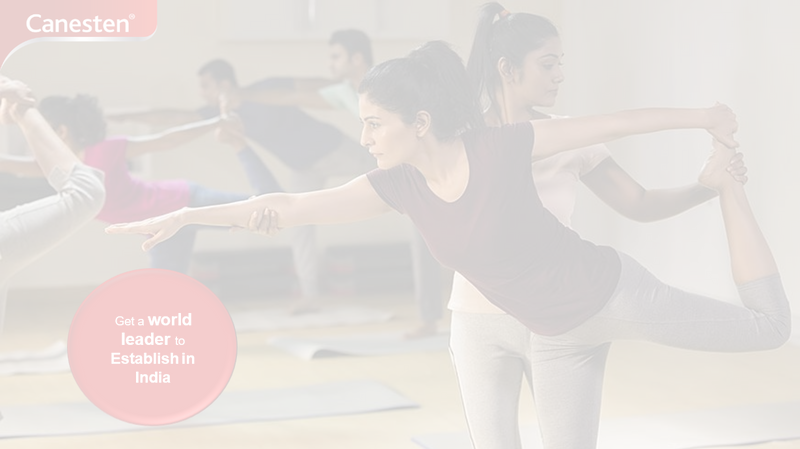 Canesten®
Get a world
leader to
Establish in
India